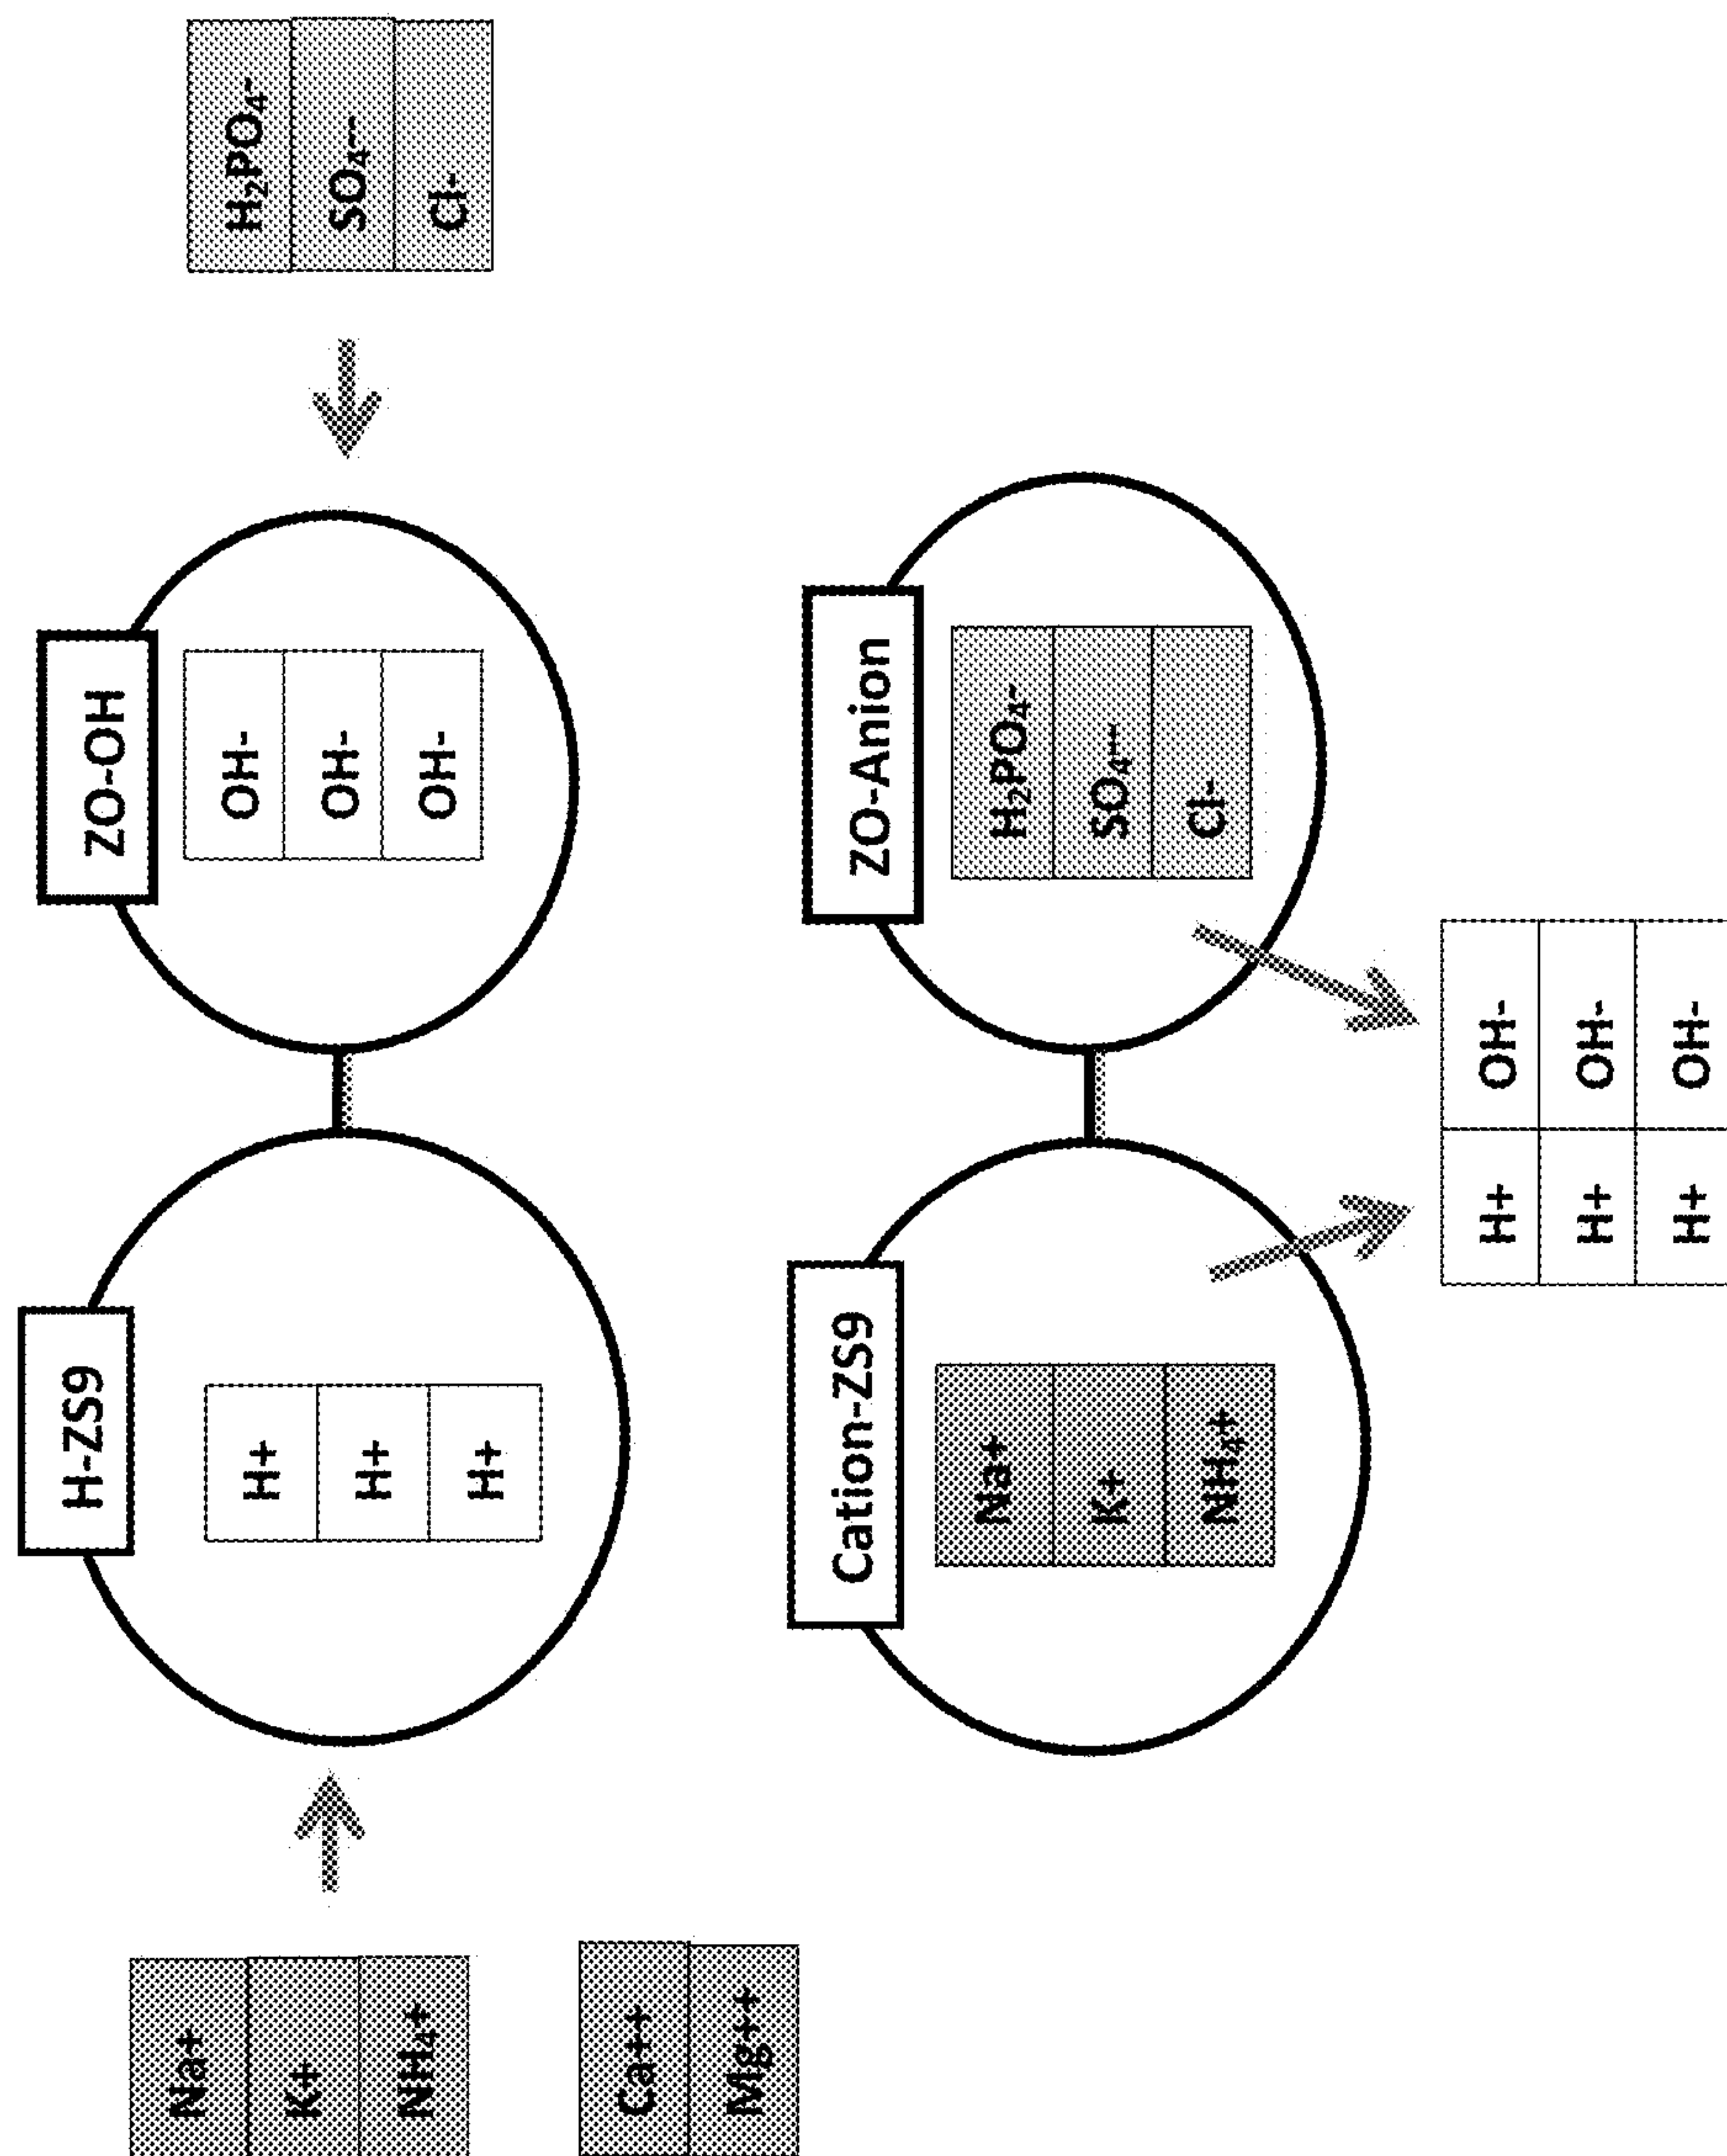 H-ZS9
ZO-OH
Na+
K+
NH₄+
H+
H+
H+
OH-
OH-
OH-
H₂PO₄-
SO₄--
Cl-
Ca++
Mg++
Cation-ZS9
ZO-Anion
Na+
K+
NH₄+
H₂PO₄-
SO₄--
Cl-
H+ OH-
H+ OH-
H+ OH-